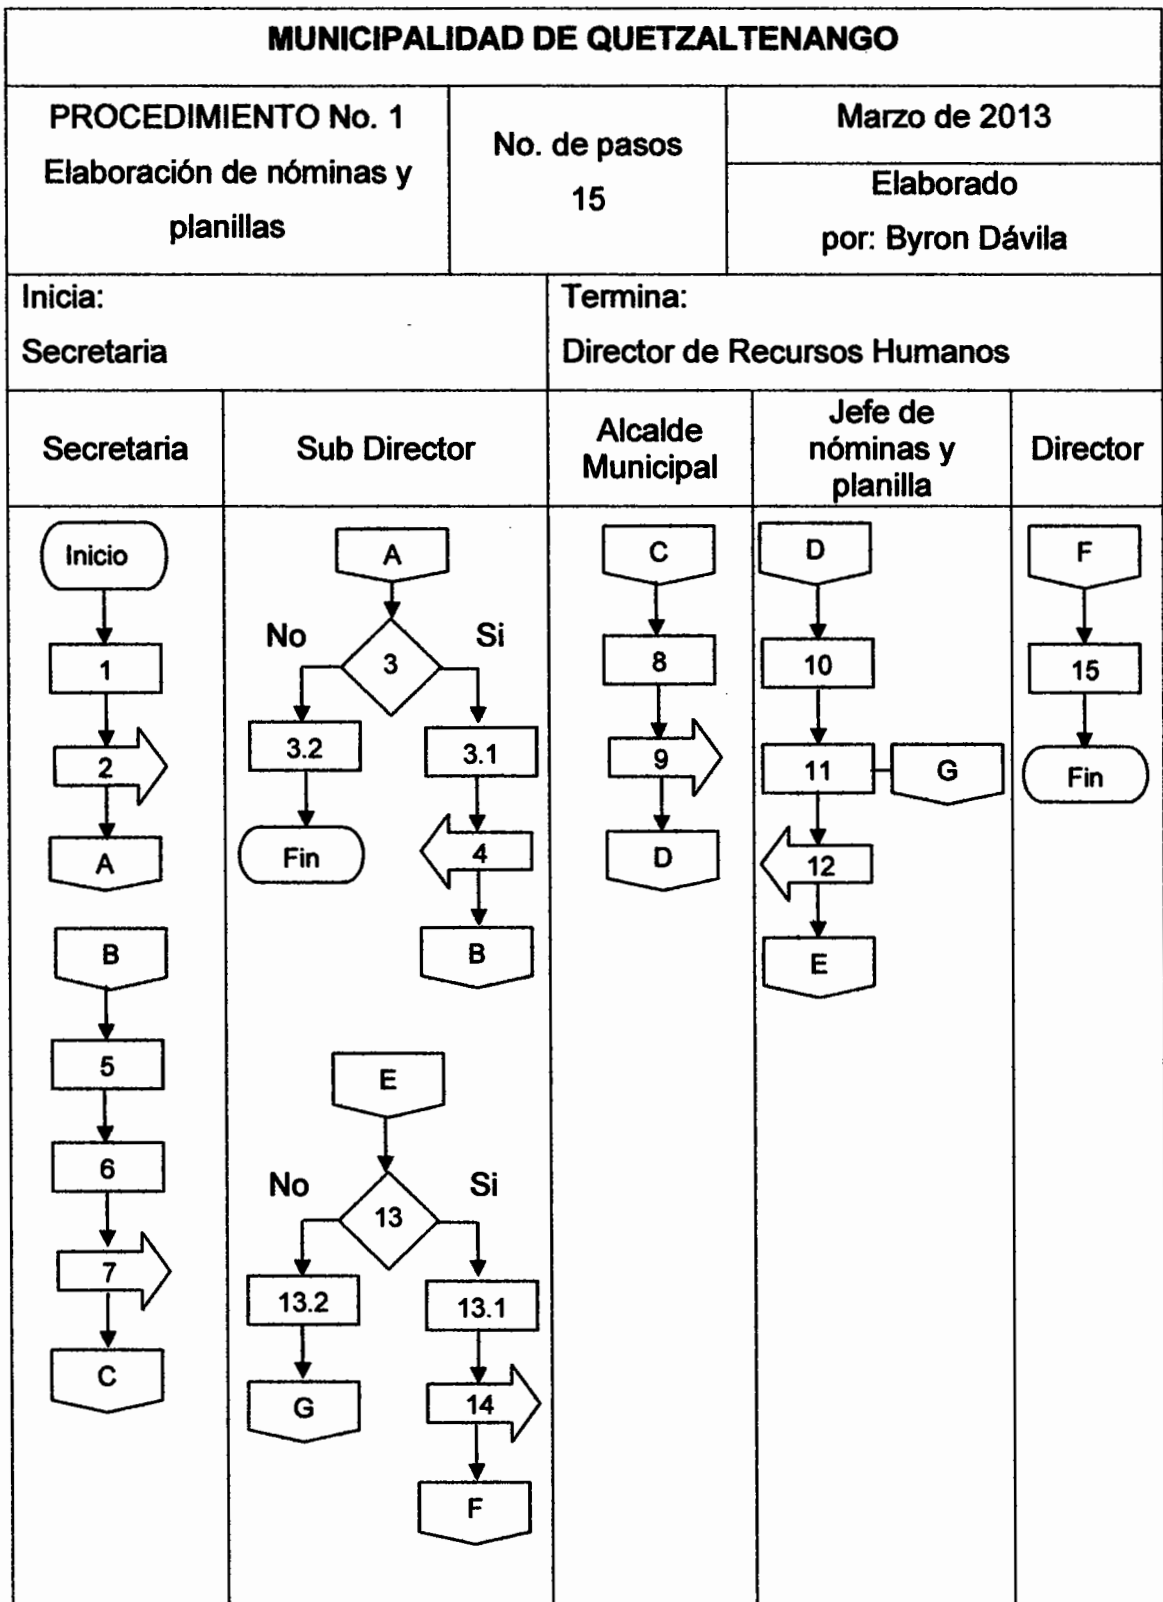 MUNICIPALIDAD DE QUETZALTENANGO
PROCEDIMIENTO No. 1
Elaboración de nóminas y
planillas
No. de pasos
15
Marzo de 2013
Elaborado
por: Byron Dávila
Inicia:
Secretaria
Termina:
Director de Recursos Humanos
Secretaria
Sub Director
Alcalde
Municipal
Jefe de
nóminas y
planilla
Director
Inicio
1
2
A
B
5
6
7
C
A
No
Si
3
3.2
3.1
Fin
4
B
E
No
Si
13
13.2
13.1
G
14
F
C
8
9
D
D
10
11
G
12
E
F
15
Fin